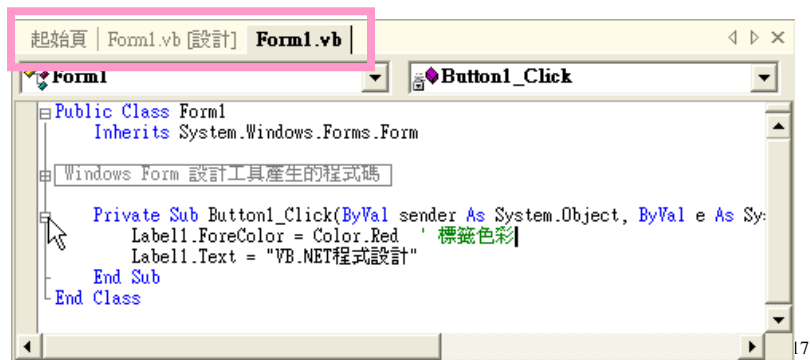 起始頁 Form1.vb [設計] Form1.vb
Form1 Button1_Click
Public Class Form1
Inherits System.Windows.Forms.Form
Windows Form 設計工具產生的程式碼
Private Sub Button1_Click(ByVal sender As System.Object, ByVal e As Sy
Label1.ForeColor = Color.Red ' 標籤色彩
Label1.Text = "VB.NET程式設計"
End Sub
End Class
17